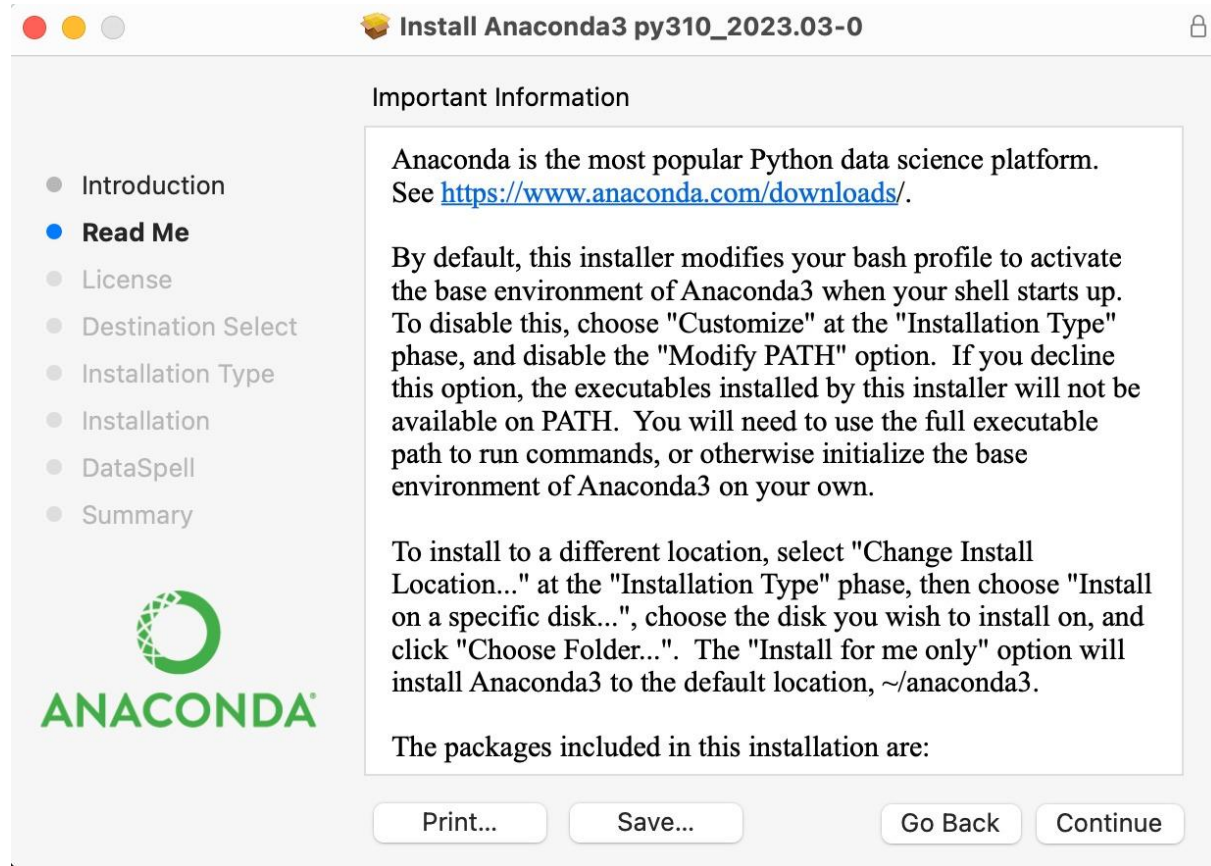 Install Anaconda3 py310_2023.03-0
Important Information
Introduction
Read Me
License
Destination Select
Installation Type
Installation
DataSpell
Summary
ANACONDA
Anaconda is the most popular Python data science platform.
See https://www.anaconda.com/downloads/.
By default, this installer modifies your bash profile to activate
the base environment of Anaconda3 when your shell starts up.
To disable this, choose "Customize" at the "Installation Type"
phase, and disable the "Modify PATH" option.  If you decline
this option, the executables installed by this installer will not be
available on PATH.  You will need to use the full executable
path to run commands, or otherwise initialize the base
environment of Anaconda3 on your own.
To install to a different location, select "Change Install
Location..." at the "Installation Type" phase, then choose "Install
on a specific disk...", choose the disk you wish to install on, and
click "Choose Folder...".  The "Install for me only" option will
install Anaconda3 to the default location, ~/anaconda3.
The packages included in this installation are:
Print...
Save...
Go Back
Continue